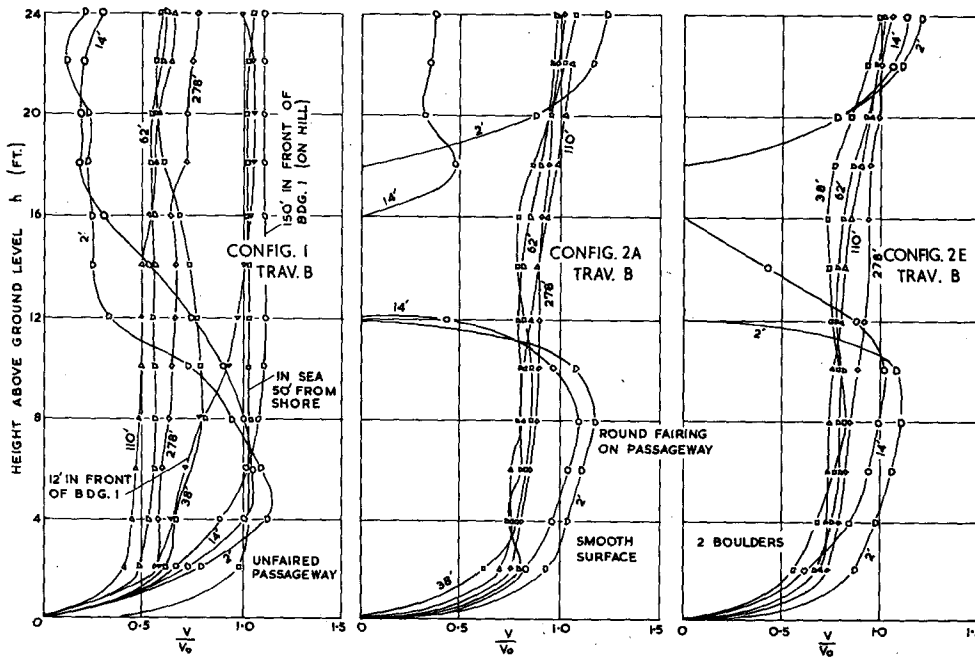 HEIGHT ABOVE GROUND LEVEL h (FT.)
24
20
16
12
8
4
0
0·5
1·0
1·5
V/V₀
14'
2'
62'
278'
150' IN FRONT OF
BDG. 1 (ON HILL)
CONFIG. 1
TRAV. B
IN SEA
50' FROM
SHORE
110'
278'
12' IN FRONT
OF BDG. 1
38'
14'
2'
UNFAIRED
PASSAGEWAY
0·5
1·0
1·5
V/V₀
2'
14'
110'
62'
CONFIG. 2A
TRAV. B
278'
14'
ROUND FAIRING
ON PASSAGEWAY
2'
SMOOTH
SURFACE
38'
0·5
1·0
V/V₀
14'
2'
38'
62'
110'
278'
CONFIG. 2E
TRAV. B
2'
14'
2 BOULDERS
2'